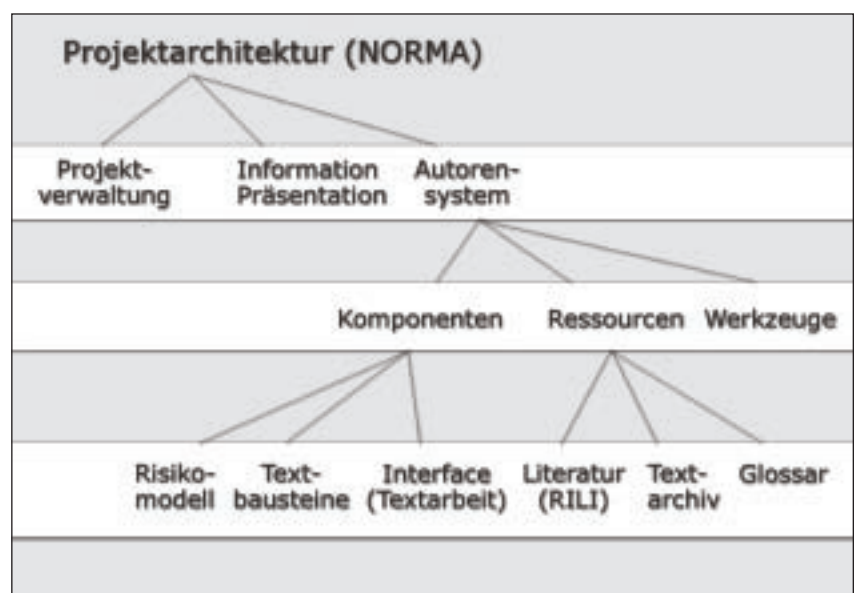 Projektarchitektur (NORMA)
Projekt-
verwaltung
Information
Präsentation
Autoren-
system
Komponenten
Ressourcen
Werkzeuge
Risiko-
modell
Text-
bausteine
Interface
(Textarbeit)
Literatur
(RILI)
Text-
archiv
Glossar